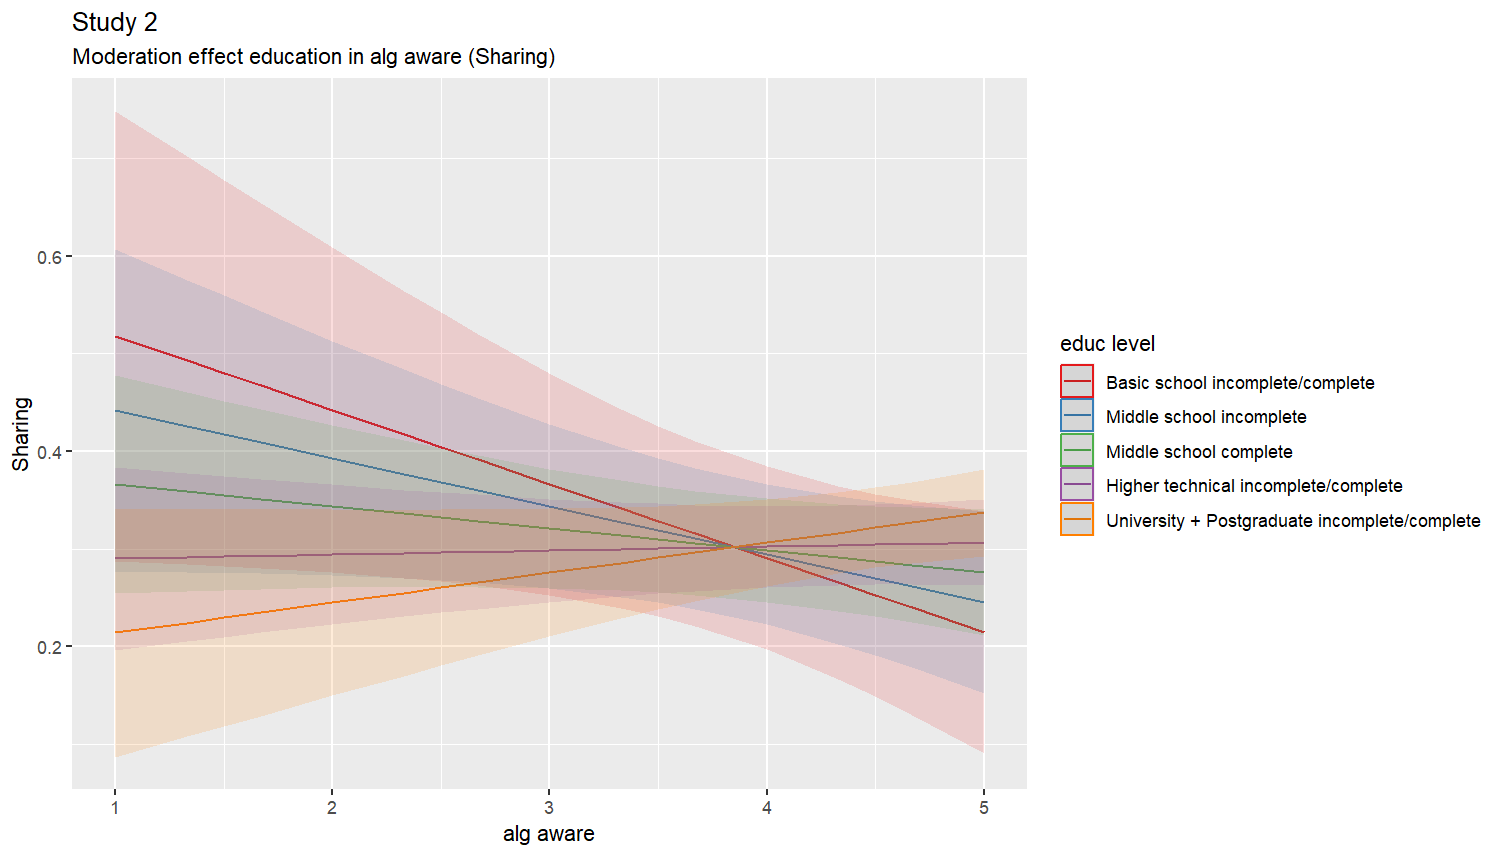 Study 2
Moderation effect education in alg aware (Sharing)
Sharing
0.6
0.4
0.2
1 2 3 4 5
alg aware
educ level
Basic school incomplete/complete
Middle school incomplete
Middle school complete
Higher technical incomplete/complete
University + Postgraduate incomplete/complete